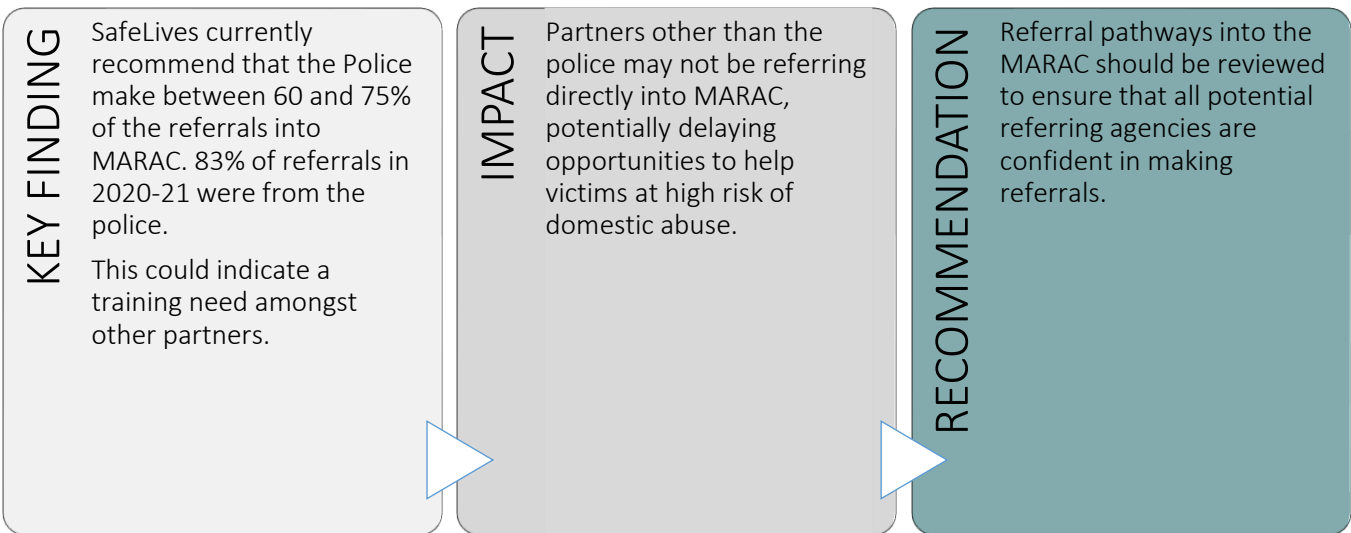 KEY FINDING
SafeLives currently
recommend that the Police
make between 60 and 75%
of the referrals into
MARAC. 83% of referrals in
2020-21 were from the
police.
This could indicate a
training need amongst
other partners.
IMPACT
Partners other than the
police may not be referring
directly into MARAC,
potentially delaying
opportunities to help
victims at high risk of
domestic abuse.
RECOMMENDATION
Referral pathways into the
MARAC should be reviewed
to ensure that all potential
referring agencies are
confident in making
referrals.